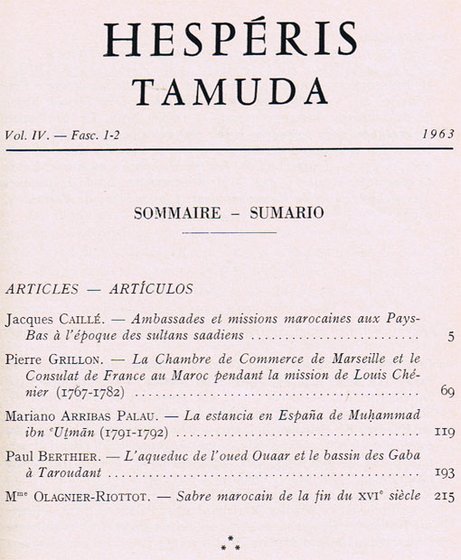 HESPÉRIS
TAMUDA
Vol. IV. — Fasc. 1-2 1963
SOMMAIRE – SUMARIO
ARTICLES — ARTÍCULOS
Jacques CAILLÉ. — Ambassades et missions marocaines aux Pays-
Bas à l'époque des sultans saadiens ........................ 5
Pierre GRILLON. — La Chambre de Commerce de Marseille et le
Consulat de France au Maroc pendant la mission de Louis Ché-
nier (1767-1782) ........................ 69
Mariano ARRIBAS PALAU. — La estancia en España de Muḥammad
ibn ʿUṯmān (1791-1792) ........................ 119
Paul BERTHIER. — L'aqueduc de l'oued Ouaar et le bassin des Gaba
à Taroudant ........................ 193
Mme OLAGNIER-RIOTTOT. — Sabre marocain de la fin du XVIe siècle 215
* * *